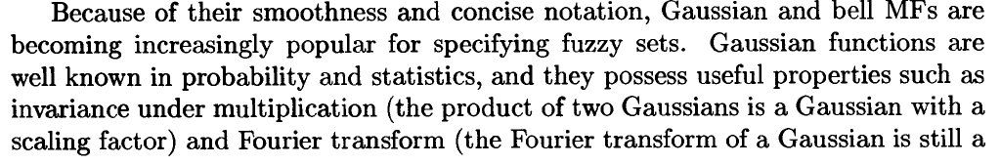 Because of their smoothness and concise notation, Gaussian and bell MFs are
becoming increasingly popular for specifying fuzzy sets. Gaussian functions are
well known in probability and statistics, and they possess useful properties such as
invariance under multiplication (the product of two Gaussians is a Gaussian with a
scaling factor) and Fourier transform (the Fourier transform of a Gaussian is still a